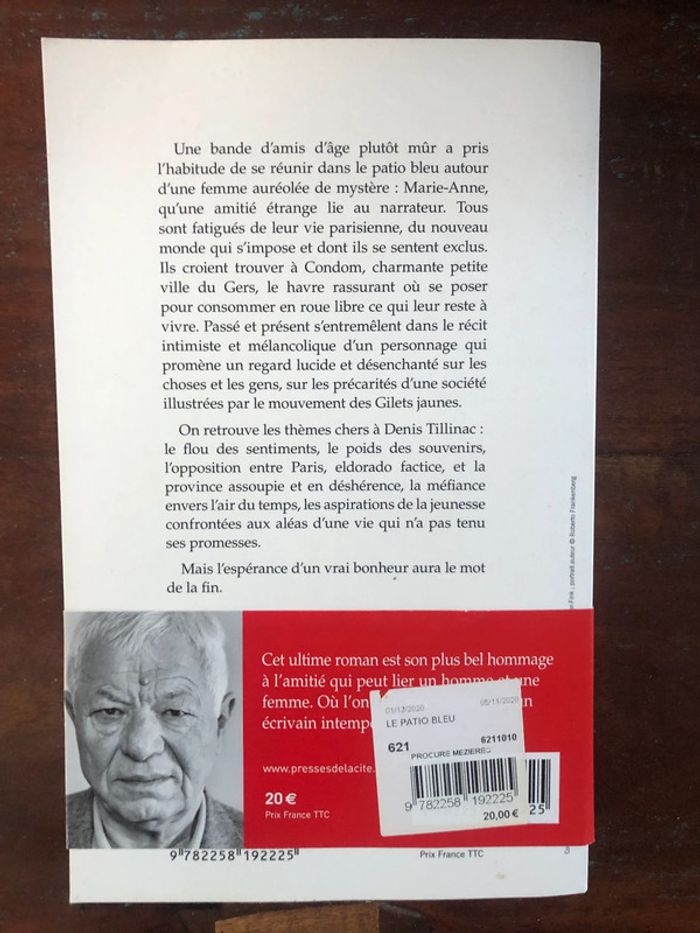 Une bande d'amis d'âge plutôt mûr a pris
l'habitude de se réunir dans le patio bleu autour
d'une femme auréolée de mystère : Marie-Anne,
qu'une amitié étrange lie au narrateur. Tous
sont fatigués de leur vie parisienne, du nouveau
monde qui s'impose et dont ils se sentent exclus.
Ils croient trouver à Condom, charmante petite
ville du Gers, le havre rassurant où se poser
pour consommer en roue libre ce qui leur reste à
vivre. Passé et présent s'entremêlent dans le récit
intimiste et mélancolique d'un personnage qui
promène un regard lucide et désenchanté sur les
choses et les gens, sur les précarités d'une société
illustrées par le mouvement des Gilets jaunes.
On retrouve les thèmes chers à Denis Tillinac :
le flou des sentiments, le poids des souvenirs,
l'opposition entre Paris, eldorado factice, et la
province assoupie et en déshérence, la méfiance
envers l'air du temps, les aspirations de la jeunesse
confrontées aux aléas d'une vie qui n'a pas tenu
ses promesses.
Mais l'espérance d'un vrai bonheur aura le mot
de la fin.
Fink ; portrait auteur © Roberto Frankenberg
Cet ultime roman est son plus bel hommage
à l'amitié qui peut lier un homme et une
femme. Où l'on
écrivain
www.pressesdelacite.
20 €
Prix France TTC
01/12/2020 05/11/2020
LE PATIO BLEU
621 6211010
PROCURE MEZIERES
9 782258 192225
20,00 €
25
9 782258 192225
Prix France TTC